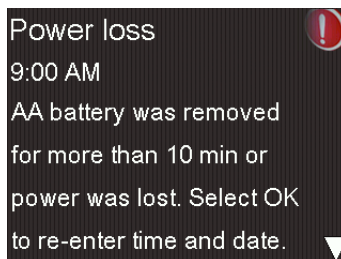 Power loss
9:00 AM
AA battery was removed
for more than 10 min or
power was lost. Select OK
to re-enter time and date.